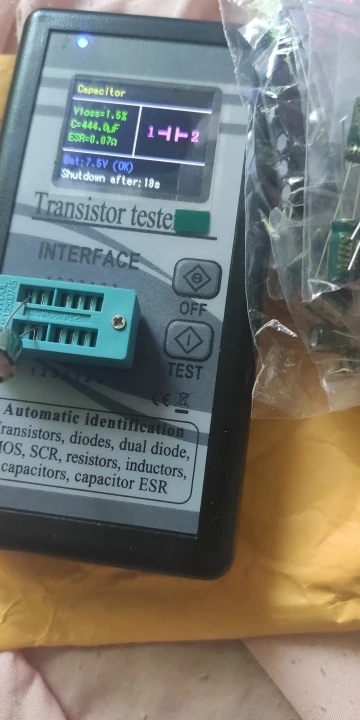 Capacitor
Vloss=1.5%
C=444.0µF
ESR=0.07Ω
1 2
Bat:7.5V (OK)
Shutdown after:18s
Transistor teste
INTERFACE
OFF
TEST
CE
Automatic identification
Transistors, diodes, dual diode,
MOS, SCR, resistors, inductors,
capacitors, capacitor ESR